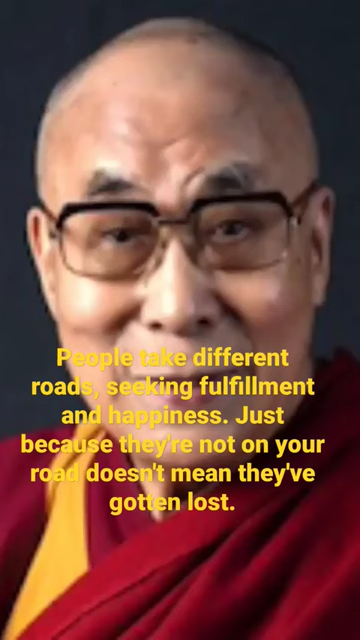 People take different
roads, seeking fulfillment
and happiness. Just
because they're not on your
road doesn't mean they've
gotten lost.